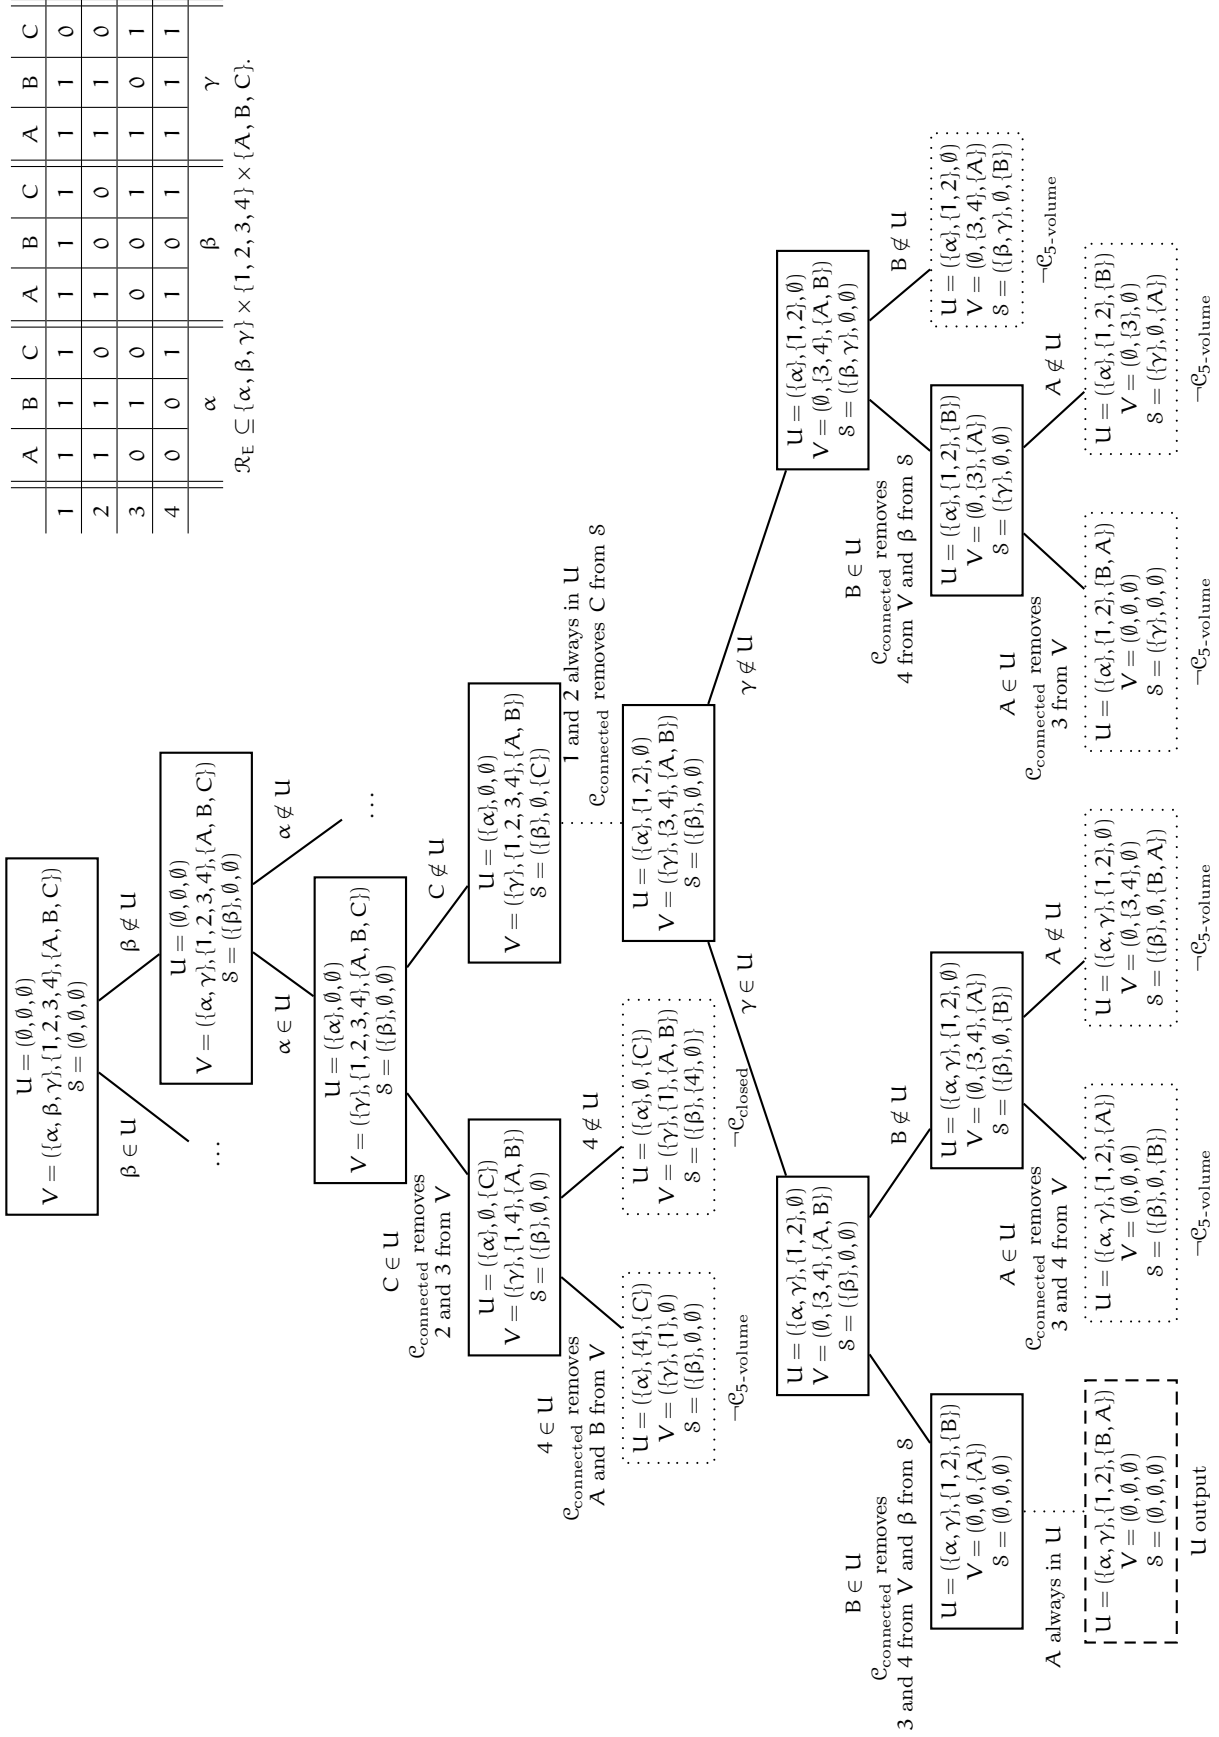 A B C A B C A B C
1 1 1 1 1 1 1 1 1 0
2 1 1 0 1 0 0 1 1 0
3 0 1 0 0 0 1 1 0 1
4 0 0 1 1 0 1 1 1 1
α β γ
ℛ_E ⊆ {α, β, γ} × {1, 2, 3, 4} × {A, B, C}.
U = (∅, ∅, ∅)
V = ({α, β, γ}, {1, 2, 3, 4}, {A, B, C})
S = (∅, ∅, ∅)
β ∈ U
β ∉ U
...
U = (∅, ∅, ∅)
V = ({α, γ}, {1, 2, 3, 4}, {A, B, C})
S = ({β}, ∅, ∅)
α ∈ U
α ∉ U
...
U = ({α}, ∅, ∅)
V = ({γ}, {1, 2, 3, 4}, {A, B, C})
S = ({β}, ∅, ∅)
C ∈ U
𝒞_connected removes
2 and 3 from V
C ∉ U
U = ({α}, ∅, {C})
V = ({γ}, {1, 4}, {A, B})
S = ({β}, ∅, ∅)
U = ({α}, ∅, ∅)
V = ({γ}, {1, 2, 3, 4}, {A, B})
S = ({β}, ∅, {C})
4 ∈ U
𝒞_connected removes
A and B from V
4 ∉ U
1 and 2 always in U
𝒞_connected removes C from S
U = ({α}, {4}, {C})
V = ({γ}, {1}, ∅)
S = ({β}, ∅, ∅)
¬𝒞_5-volume
U = ({α}, ∅, {C})
V = ({γ}, {1}, {A, B})
S = ({β}, {4}, ∅)}
¬𝒞_closed
U = ({α}, {1, 2}, ∅)
V = ({γ}, {3, 4}, {A, B})
S = ({β}, ∅, ∅)
γ ∈ U
γ ∉ U
U = ({α, γ}, {1, 2}, ∅)
V = (∅, {3, 4}, {A, B})
S = ({β}, ∅, ∅)
U = ({α}, {1, 2}, ∅)
V = (∅, {3, 4}, {A, B})
S = ({β, γ}, ∅, ∅)
B ∈ U
𝒞_connected removes
3 and 4 from V and β from S
B ∉ U
B ∈ U
𝒞_connected removes
4 from V and β from S
B ∉ U
U = ({α, γ}, {1, 2}, {B})
V = (∅, ∅, {A})
S = (∅, ∅, ∅)
U = ({α, γ}, {1, 2}, ∅)
V = (∅, {3, 4}, {A})
S = ({β}, ∅, {B})
U = ({α}, {1, 2}, {B})
V = (∅, {3}, {A})
S = ({γ}, ∅, ∅)
U = ({α}, {1, 2}, ∅)
V = (∅, {3, 4}, {A})
S = ({β, γ}, ∅, {B})
¬𝒞_5-volume
A always in U
A ∈ U
𝒞_connected removes
3 and 4 from V
A ∉ U
A ∈ U
𝒞_connected removes
3 from V
A ∉ U
U = ({α, γ}, {1, 2}, {B, A})
V = (∅, ∅, ∅)
S = (∅, ∅, ∅)
U output
U = ({α, γ}, {1, 2}, {A})
V = (∅, ∅, ∅)
S = ({β}, ∅, {B})
¬𝒞_5-volume
U = ({α, γ}, {1, 2}, ∅)
V = (∅, {3, 4}, ∅)
S = ({β}, ∅, {B, A})
¬𝒞_5-volume
U = ({α}, {1, 2}, {B, A})
V = (∅, ∅, ∅)
S = ({γ}, ∅, ∅)
¬𝒞_5-volume
U = ({α}, {1, 2}, {B})
V = (∅, {3}, ∅)
S = ({γ}, ∅, {A})
¬𝒞_5-volume